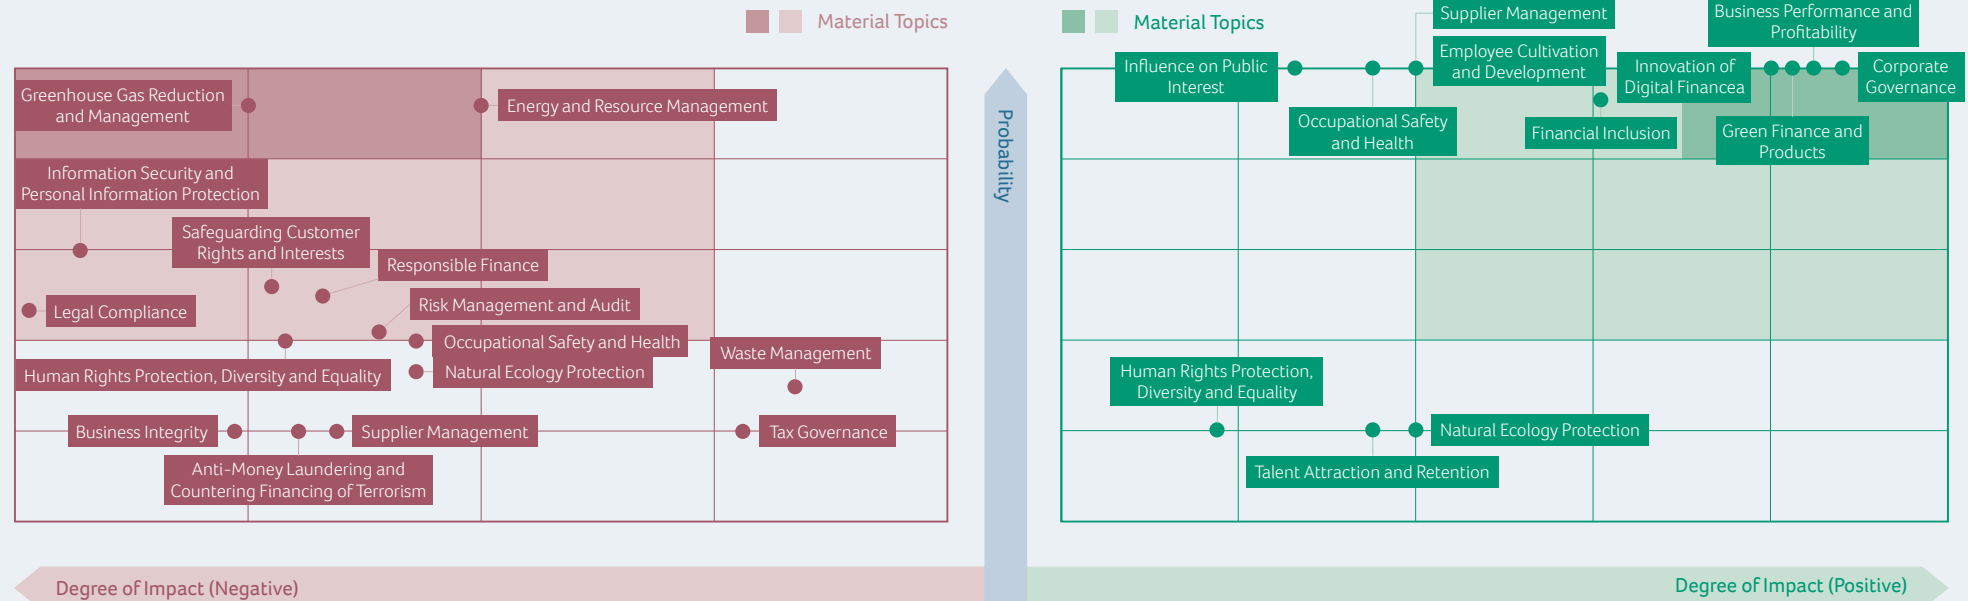 Material Topics
Greenhouse Gas Reduction
and Management
Energy and Resource Management
Information Security and
Personal Information Protection
Safeguarding Customer
Rights and Interests
Responsible Finance
Legal Compliance
Risk Management and Audit
Occupational Safety and Health
Waste Management
Human Rights Protection, Diversity and Equality
Natural Ecology Protection
Business Integrity
Supplier Management
Tax Governance
Anti-Money Laundering and
Countering Financing of Terrorism
Degree of Impact (Negative)
Probability
Material Topics
Supplier Management
Business Performance and
Profitability
Influence on Public
Interest
Employee Cultivation
and Development
Innovation of
Digital Financea
Corporate
Governance
Occupational Safety
and Health
Financial Inclusion
Green Finance and
Products
Human Rights Protection,
Diversity and Equality
Natural Ecology Protection
Talent Attraction and Retention
Degree of Impact (Positive)